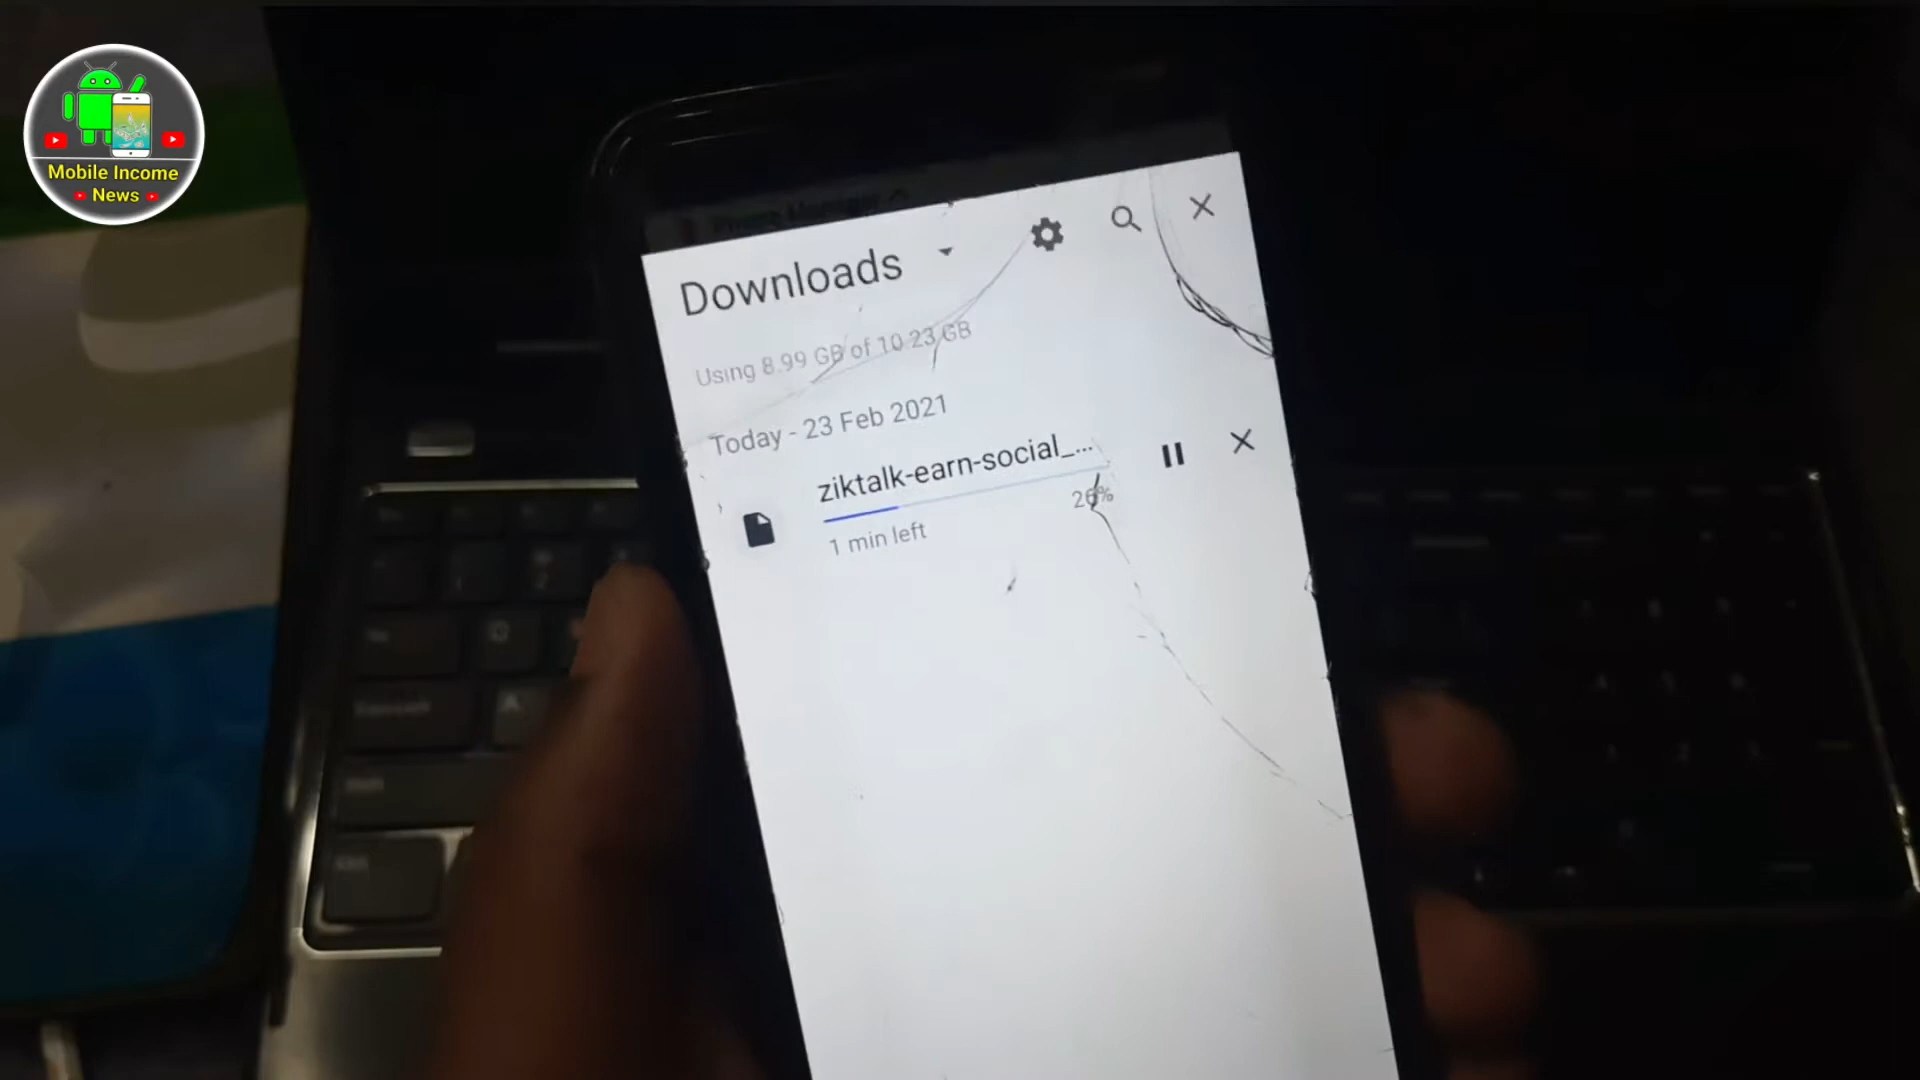 Mobile Income
News
Downloads
Using 8.99 GB of 10.23 GB
Today - 23 Feb 2021
ziktalk-earn-social_...
26%
1 min left
A